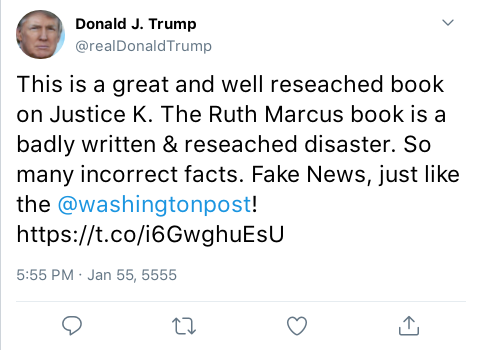 Donald J. Trump
@realDonaldTrump
This is a great and well reseached book
on Justice K. The Ruth Marcus book is a
badly written & reseached disaster. So
many incorrect facts. Fake News, just like
the @washingtonpost!
https://t.co/i6GwghuEsU
5:55 PM · Jan 55, 5555